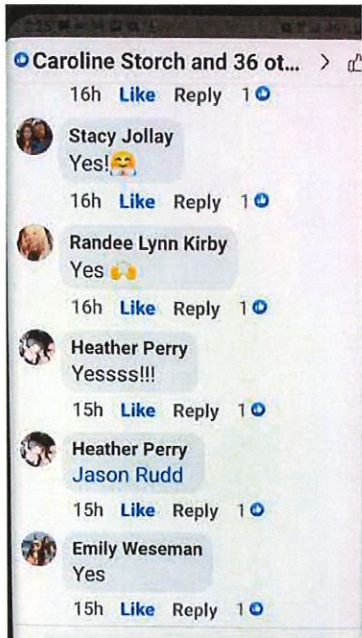 Caroline Storch and 36 ot... >
16h Like Reply 1
Stacy Jollay
Yes!🤗
16h Like Reply 1
Randee Lynn Kirby
Yes 🙌
16h Like Reply 1
Heather Perry
Yessss!!!
15h Like Reply 1
Heather Perry
Jason Rudd
15h Like Reply 1
Emily Weseman
Yes
15h Like Reply 1